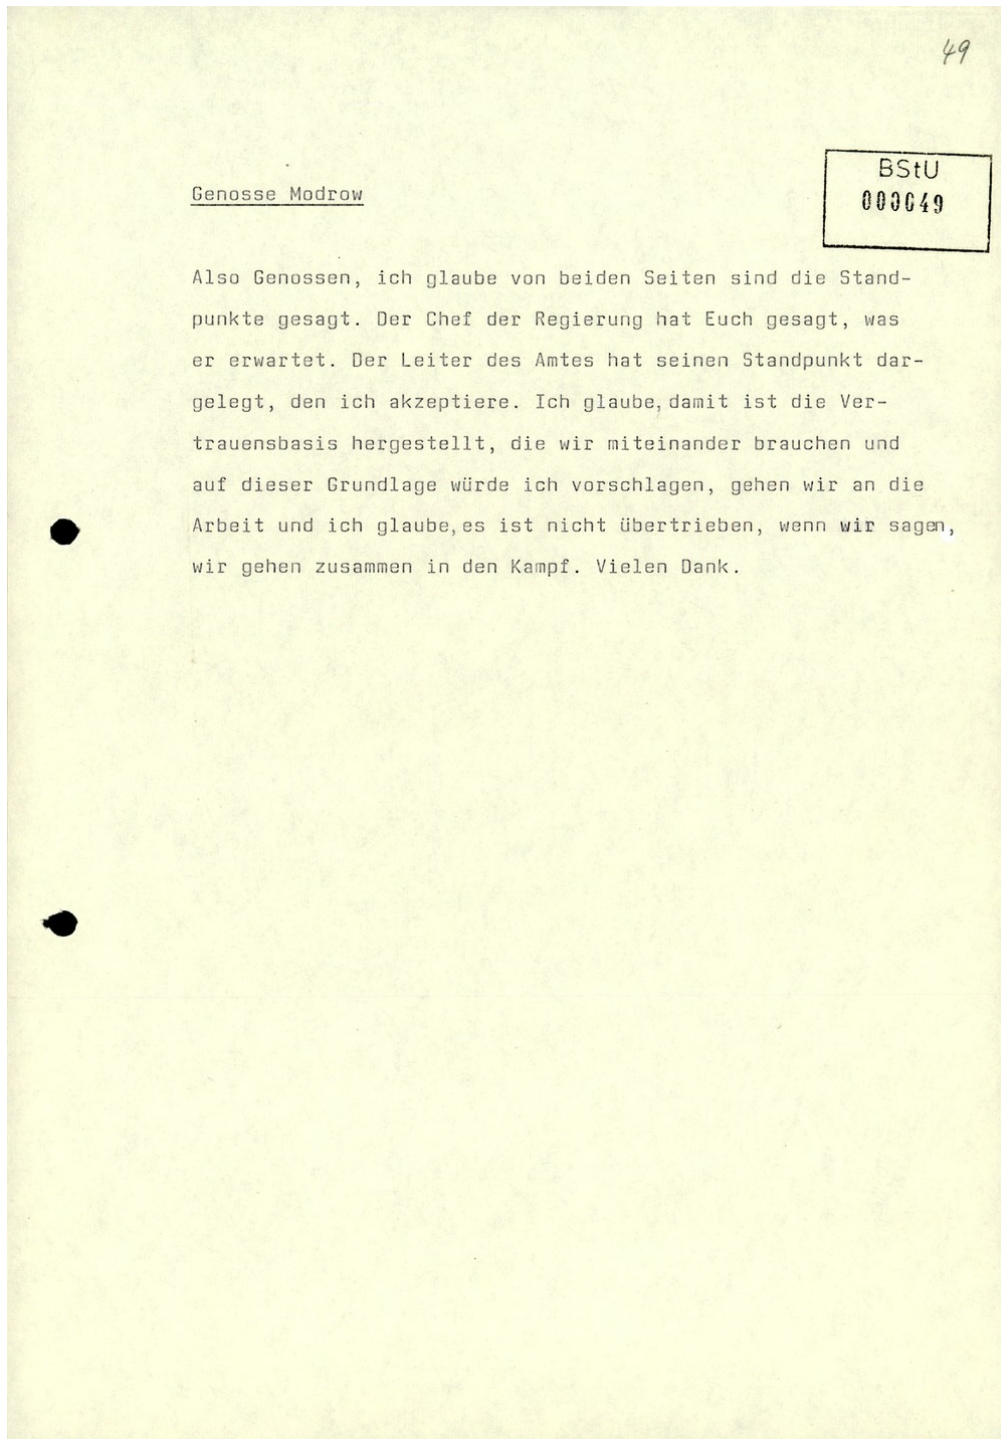 49
BStU
000049
Genosse Modrow
Also Genossen, ich glaube von beiden Seiten sind die Stand-
punkte gesagt. Der Chef der Regierung hat Euch gesagt, was
er erwartet. Der Leiter des Amtes hat seinen Standpunkt dar-
gelegt, den ich akzeptiere. Ich glaube, damit ist die Ver-
trauensbasis hergestellt, die wir miteinander brauchen und
auf dieser Grundlage würde ich vorschlagen, gehen wir an die
Arbeit und ich glaube, es ist nicht übertrieben, wenn wir sagen,
wir gehen zusammen in den Kampf. Vielen Dank.